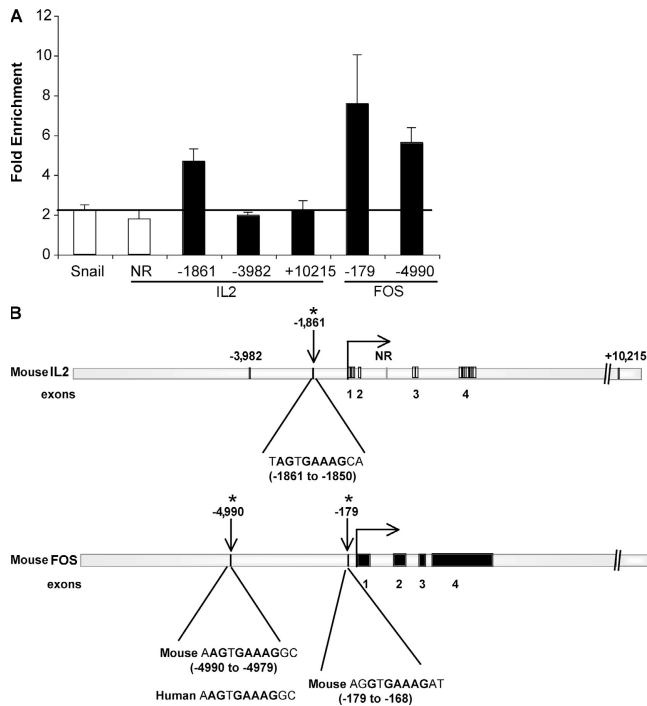 A
Fold Enrichment
12
10
8
6
4
2
0
Snail NR -1861 -3982 +10215 -179 -4990
IL2 FOS
B
*
-1,861
-3,982 NR +10,215
Mouse IL2
exons 1 2 3 4
TAGTGAAAGCA
(-1861 to -1850)
* *
-4,990 -179
Mouse FOS
exons 1 2 3 4
Mouse AAGTGAAAGGC
(-4990 to -4979)
Human AAGTGAAAGGC
Mouse AGGTGAAAGAT
(-179 to -168)